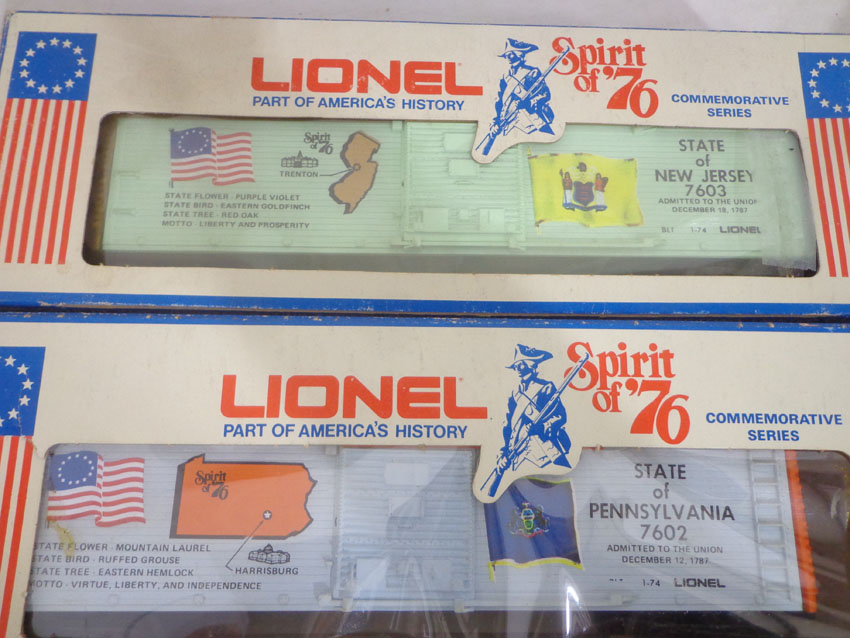 LIONEL
PART OF AMERICA'S HISTORY
Spirit
of '76
COMMEMORATIVE
SERIES
Spirit
of '76
TRENTON
STATE FLOWER - PURPLE VIOLET
STATE BIRD - EASTERN GOLDFINCH
STATE TREE - RED OAK
MOTTO - LIBERTY AND PROSPERITY
STATE
of
NEW JERSEY
7603
ADMITTED TO THE UNION
DECEMBER 18, 1787
BLT 1-74 LIONEL
LIONEL
PART OF AMERICA'S HISTORY
Spirit
of '76
COMMEMORATIVE
SERIES
Spirit
of '76
STATE FLOWER - MOUNTAIN LAUREL
STATE BIRD - RUFFED GROUSE
STATE TREE - EASTERN HEMLOCK
MOTTO - VIRTUE, LIBERTY, AND INDEPENDENCE
HARRISBURG
STATE
of
PENNSYLVANIA
7602
ADMITTED TO THE UNION
DECEMBER 12, 1787
BLT 1-74 LIONEL